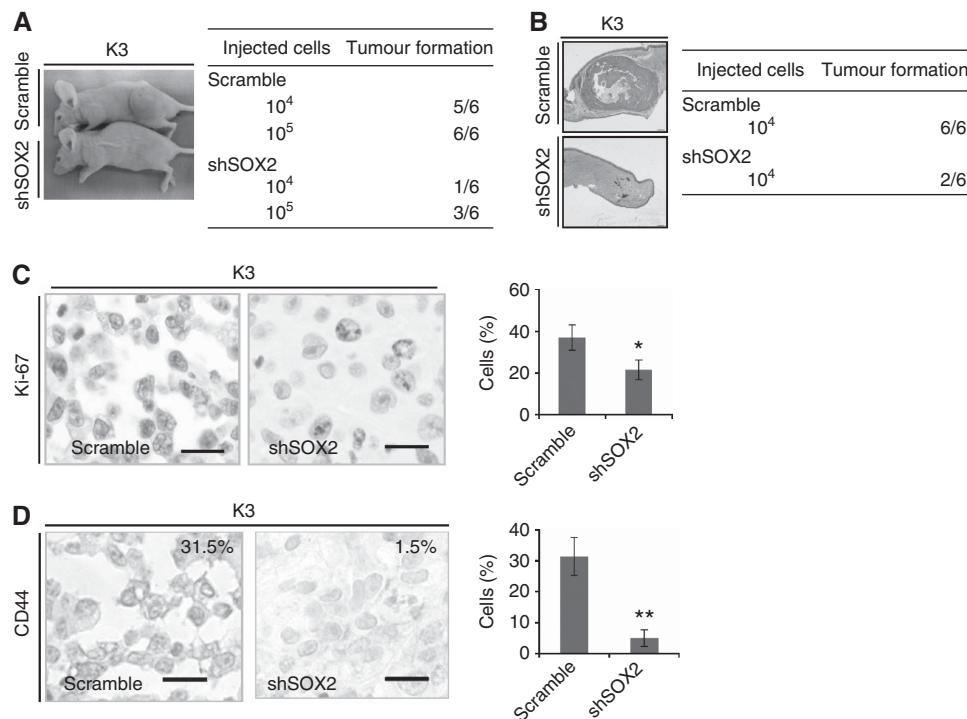 A
K3
Scramble
shSOX2
Injected cells Tumour formation
Scramble
10⁴ 5/6
10⁵ 6/6
shSOX2
10⁴ 1/6
10⁵ 3/6
B
K3
Scramble
shSOX2
Injected cells Tumour formation
Scramble
10⁴ 6/6
shSOX2
10⁴ 2/6
C
K3
Ki-67
Scramble
shSOX2
Cells (%)
60
40
20
0
*
Scramble
shSOX2
D
K3
CD44
31.5%
Scramble
1.5%
shSOX2
Cells (%)
40
30
20
10
0
**
Scramble
shSOX2